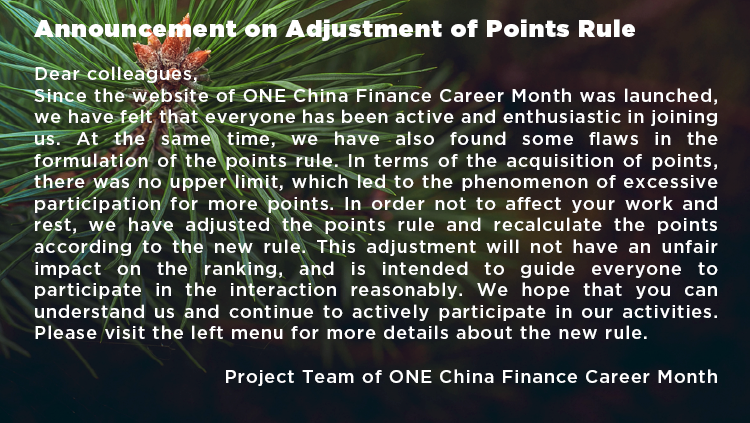 Announcement on Adjustment of Points Rule
Dear colleagues,
Since the website of ONE China Finance Career Month was launched,
we have felt that everyone has been active and enthusiastic in joining
us. At the same time, we have also found some flaws in the
formulation of the points rule. In terms of the acquisition of points,
there was no upper limit, which led to the phenomenon of excessive
participation for more points. In order not to affect your work and
rest, we have adjusted the points rule and recalculate the points
according to the new rule. This adjustment will not have an unfair
impact on the ranking, and is intended to guide everyone to
participate in the interaction reasonably. We hope that you can
understand us and continue to actively participate in our activities.
Please visit the left menu for more details about the new rule.
Project Team of ONE China Finance Career Month